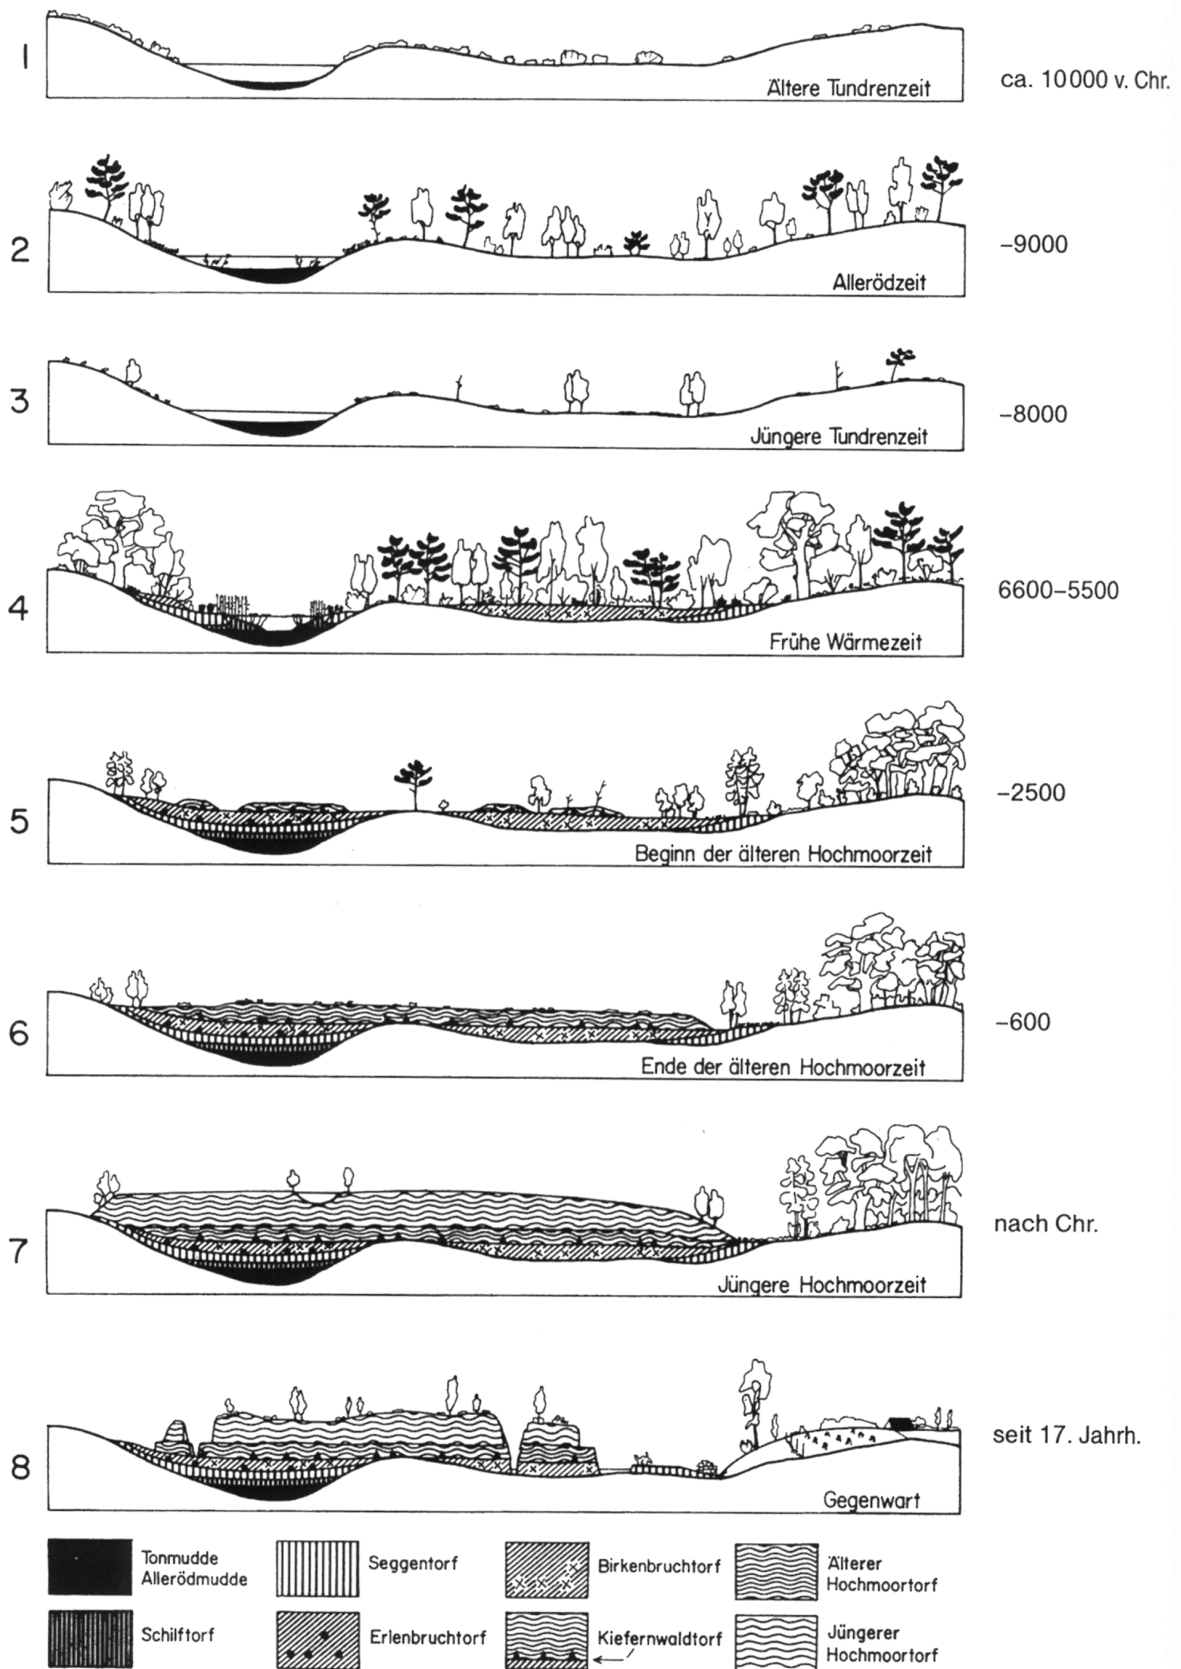 1
Ältere Tundrenzeit
ca. 10 000 v. Chr.
2
Allerödzeit
–9000
3
Jüngere Tundrenzeit
–8000
4
Frühe Wärmezeit
6600–5500
5
Beginn der älteren Hochmoorzeit
–2500
6
Ende der älteren Hochmoorzeit
–600
7
Jüngere Hochmoorzeit
nach Chr.
8
Gegenwart
seit 17. Jahrh.
Tonmudde
Allerödmudde
Seggentorf
Birkenbruchtorf
Älterer
Hochmoortorf
Schilftorf
Erlenbruchtorf
Kiefernwaldtorf
Jüngerer
Hochmoortorf